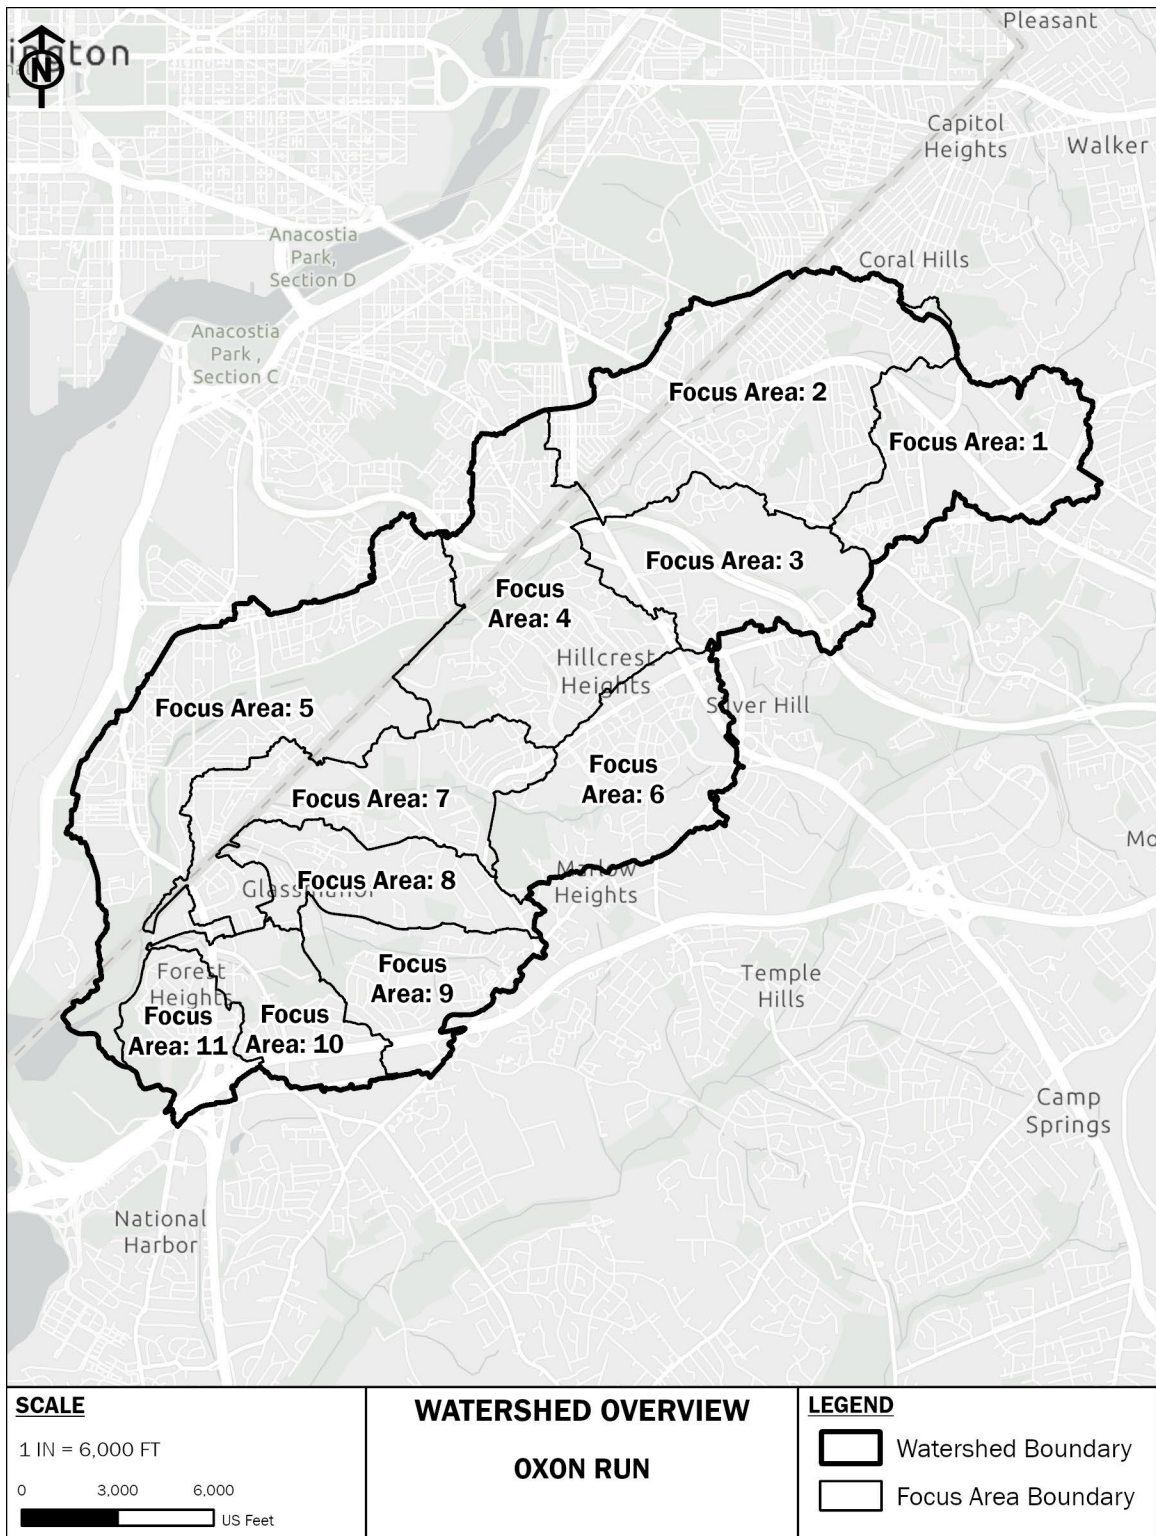 Pleasant
ington
N
Capitol
Heights
Walker
Anacostia
Park,
Section D
Coral Hills
Anacostia
Park ,
Section C
Focus Area: 2
Focus Area: 1
Focus Area: 3
Focus
Area: 4
Hillcrest
Heights
Silver Hill
Focus Area: 5
Focus
Area: 6
Focus Area: 7
Mo
Marlow
Heights
Glassmanor
Focus Area: 8
Forest
Heights
Focus
Area: 9
Temple
Hills
Focus
Area: 11
Focus
Area: 10
Camp
Springs
National
Harbor
SCALE
1 IN = 6,000 FT
0 3,000 6,000
US Feet
WATERSHED OVERVIEW
OXON RUN
LEGEND
Watershed Boundary
Focus Area Boundary